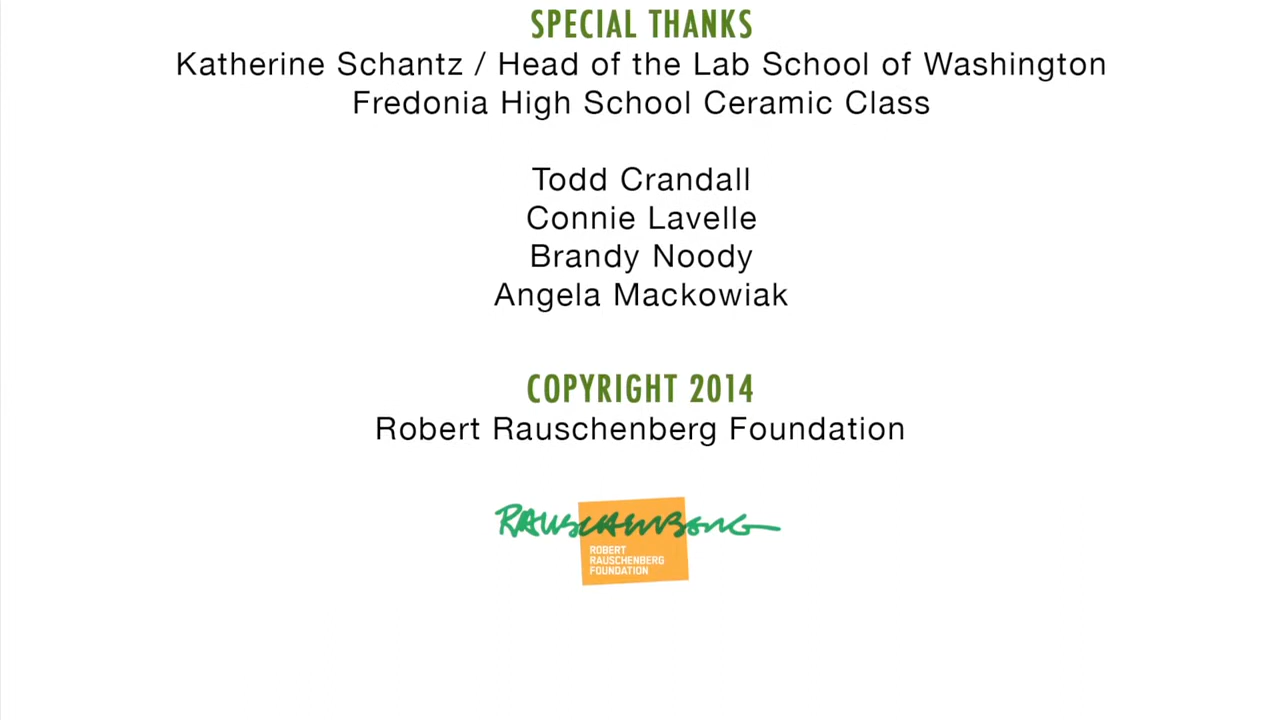 SPECIAL THANKS
Katherine Schantz / Head of the Lab School of Washington
Fredonia High School Ceramic Class
Todd Crandall
Connie Lavelle
Brandy Noody
Angela Mackowiak
COPYRIGHT 2014
Robert Rauschenberg Foundation
RAUSCHENBERG
ROBERT
RAUSCHENBERG
FOUNDATION